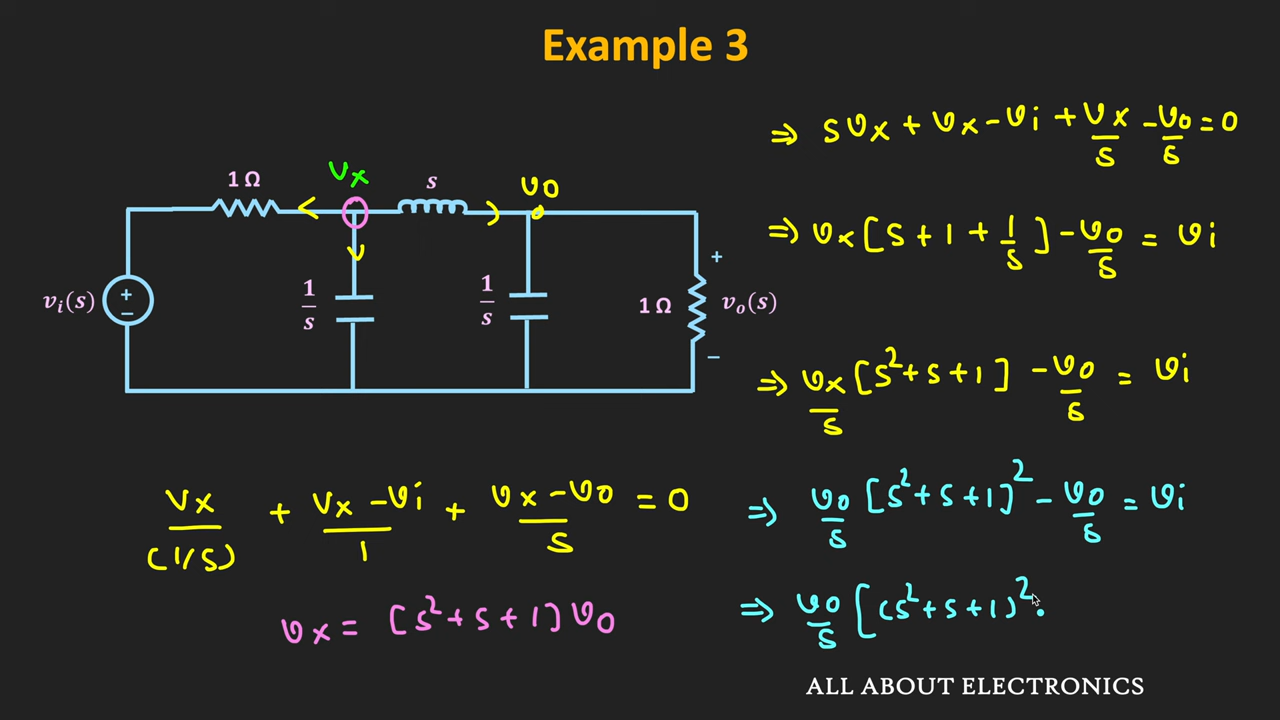 Example 3
1 Ω
vx
s
vo
vi(s)
+
−
1/s
1/s
1 Ω
+
vo(s)
−
vx/(1/s) + (vx − vi)/1 + (vx − vo)/s = 0
vx = [s² + s + 1] vo
⇒ s vx + vx − vi + vx/s − vo/s = 0
⇒ vx [s + 1 + 1/s] − vo/s = vi
⇒ vx/s [s² + s + 1] − vo/s = vi
⇒ vo/s [s² + s + 1]² − vo/s = vi
⇒ vo/s [(s² + s + 1)²
ALL ABOUT ELECTRONICS